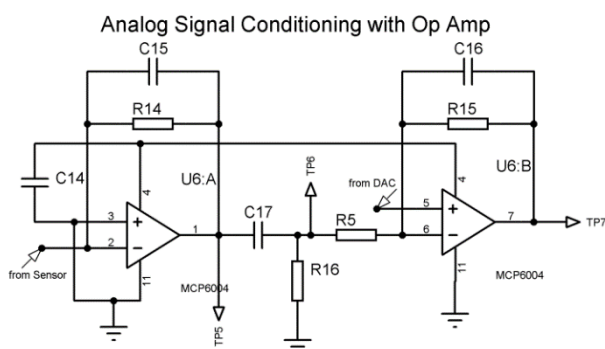 Analog Signal Conditioning with Op Amp
C15
C16
R14
R15
C14
4
U6:A
TP6
from DAC
4
U6:B
3
2
1
C17
R5
5
6
7
TP7
from Sensor
11
MCP6004
R16
11
MCP6004
TP5